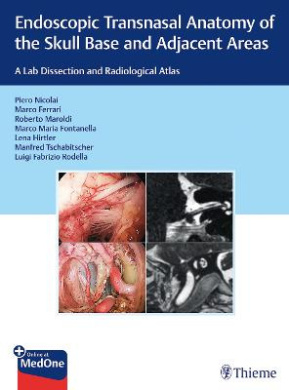 Endoscopic Transnasal Anatomy of
the Skull Base and Adjacent Areas
A Lab Dissection and Radiological Atlas
Piero Nicolai
Marco Ferrari
Roberto Maroldi
Marco Maria Fontanella
Lena Hirtler
Manfred Tschabitscher
Luigi Fabrizio Rodella
Online at
MedOne
Thieme